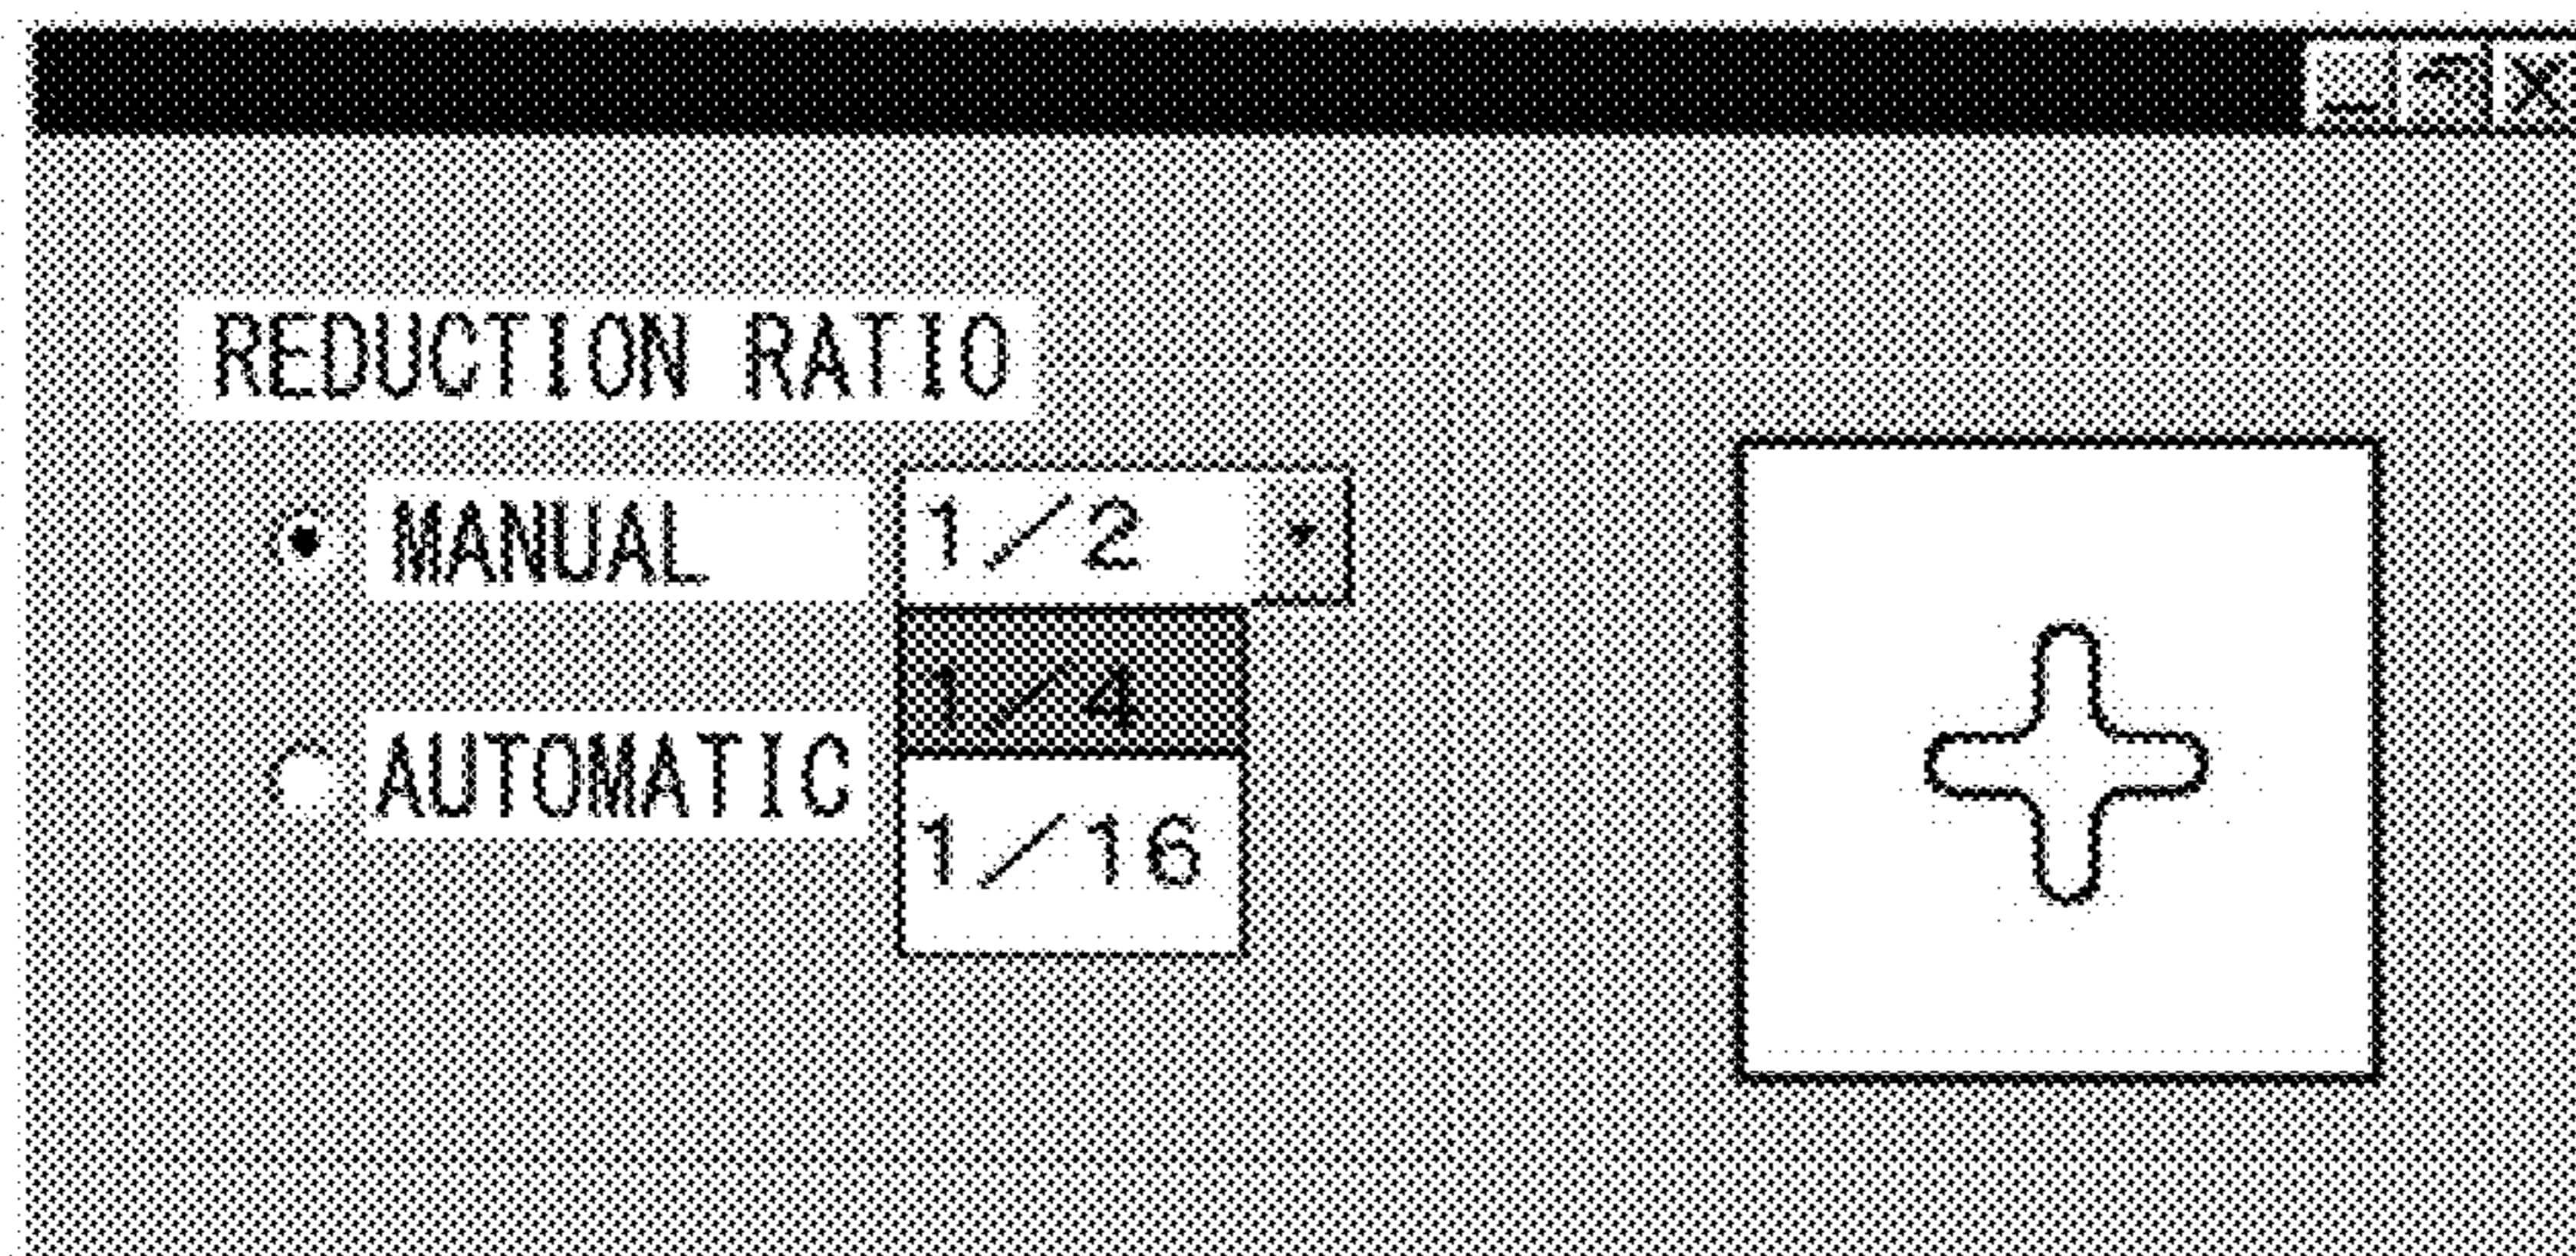 REDUCTION RATIO
MANUAL 1/2
1/4
AUTOMATIC
1/16